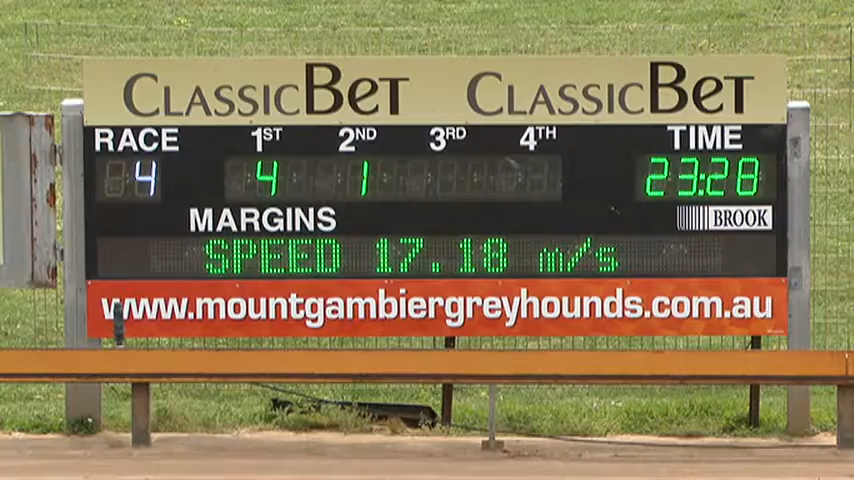 CLASSICBET CLASSICBET
RACE 1ST 2ND 3RD 4TH TIME
4 4 1 23:28
MARGINS BROOK
SPEED 17.18 m/s
www.mountgambiergreyhounds.com.au